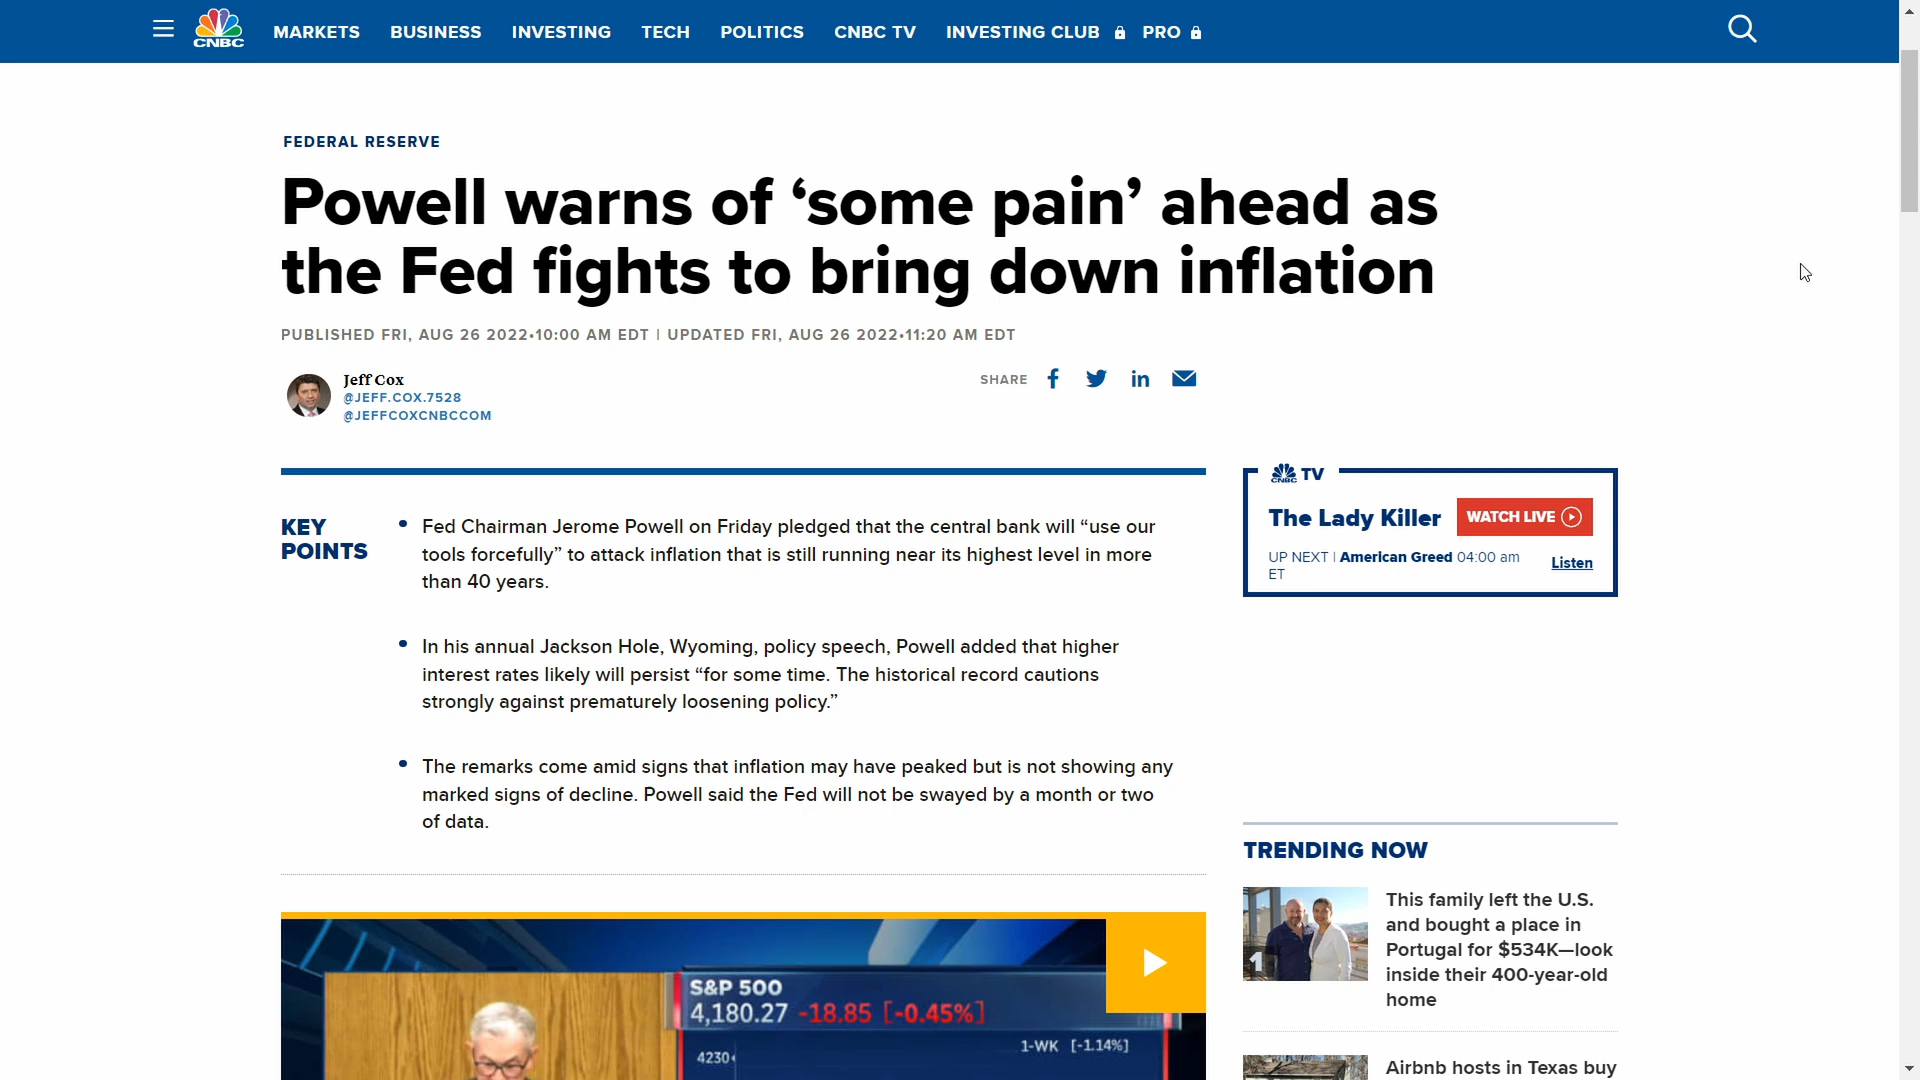 CNBC
MARKETS
BUSINESS
INVESTING
TECH
POLITICS
CNBC TV
INVESTING CLUB
PRO
FEDERAL RESERVE
Powell warns of ‘some pain’ ahead as
the Fed fights to bring down inflation
PUBLISHED FRI, AUG 26 2022•10:00 AM EDT | UPDATED FRI, AUG 26 2022•11:20 AM EDT
Jeff Cox
@JEFF.COX.7528
@JEFFCOXCNBCCOM
SHARE
KEY
POINTS
Fed Chairman Jerome Powell on Friday pledged that the central bank will “use our
tools forcefully” to attack inflation that is still running near its highest level in more
than 40 years.
In his annual Jackson Hole, Wyoming, policy speech, Powell added that higher
interest rates likely will persist “for some time. The historical record cautions
strongly against prematurely loosening policy.”
The remarks come amid signs that inflation may have peaked but is not showing any
marked signs of decline. Powell said the Fed will not be swayed by a month or two
of data.
S&P 500
4,180.27 -18.85 [-0.45%]
1-WK [-1.14%]
4230
CNBC TV
The Lady Killer
WATCH LIVE
UP NEXT | American Greed 04:00 am
ET
Listen
TRENDING NOW
1
This family left the U.S.
and bought a place in
Portugal for $534K—look
inside their 400-year-old
home
Airbnb hosts in Texas buy